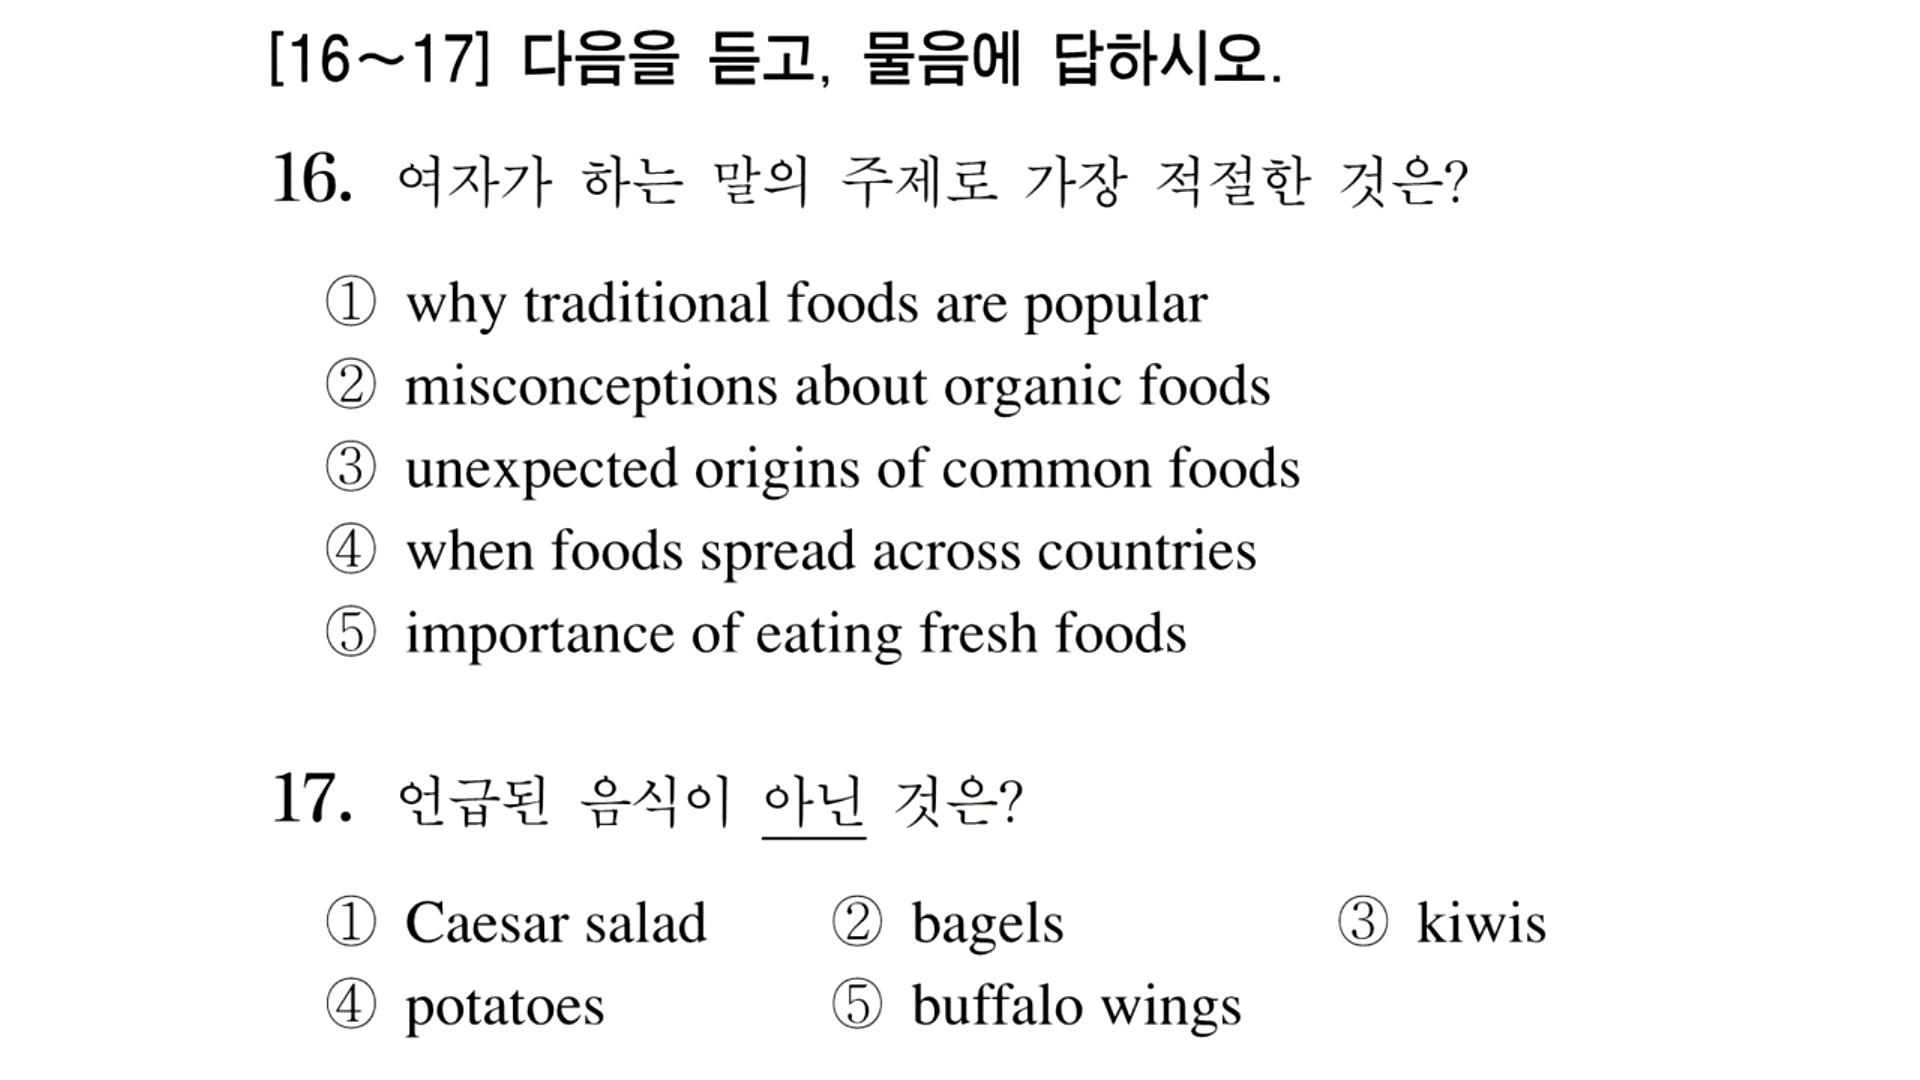 [16～17] 다음을 듣고, 물음에 답하시오.
16. 여자가 하는 말의 주제로 가장 적절한 것은?
① why traditional foods are popular
② misconceptions about organic foods
③ unexpected origins of common foods
④ when foods spread across countries
⑤ importance of eating fresh foods
17. 언급된 음식이 아닌 것은?
① Caesar salad ② bagels ③ kiwis
④ potatoes ⑤ buffalo wings